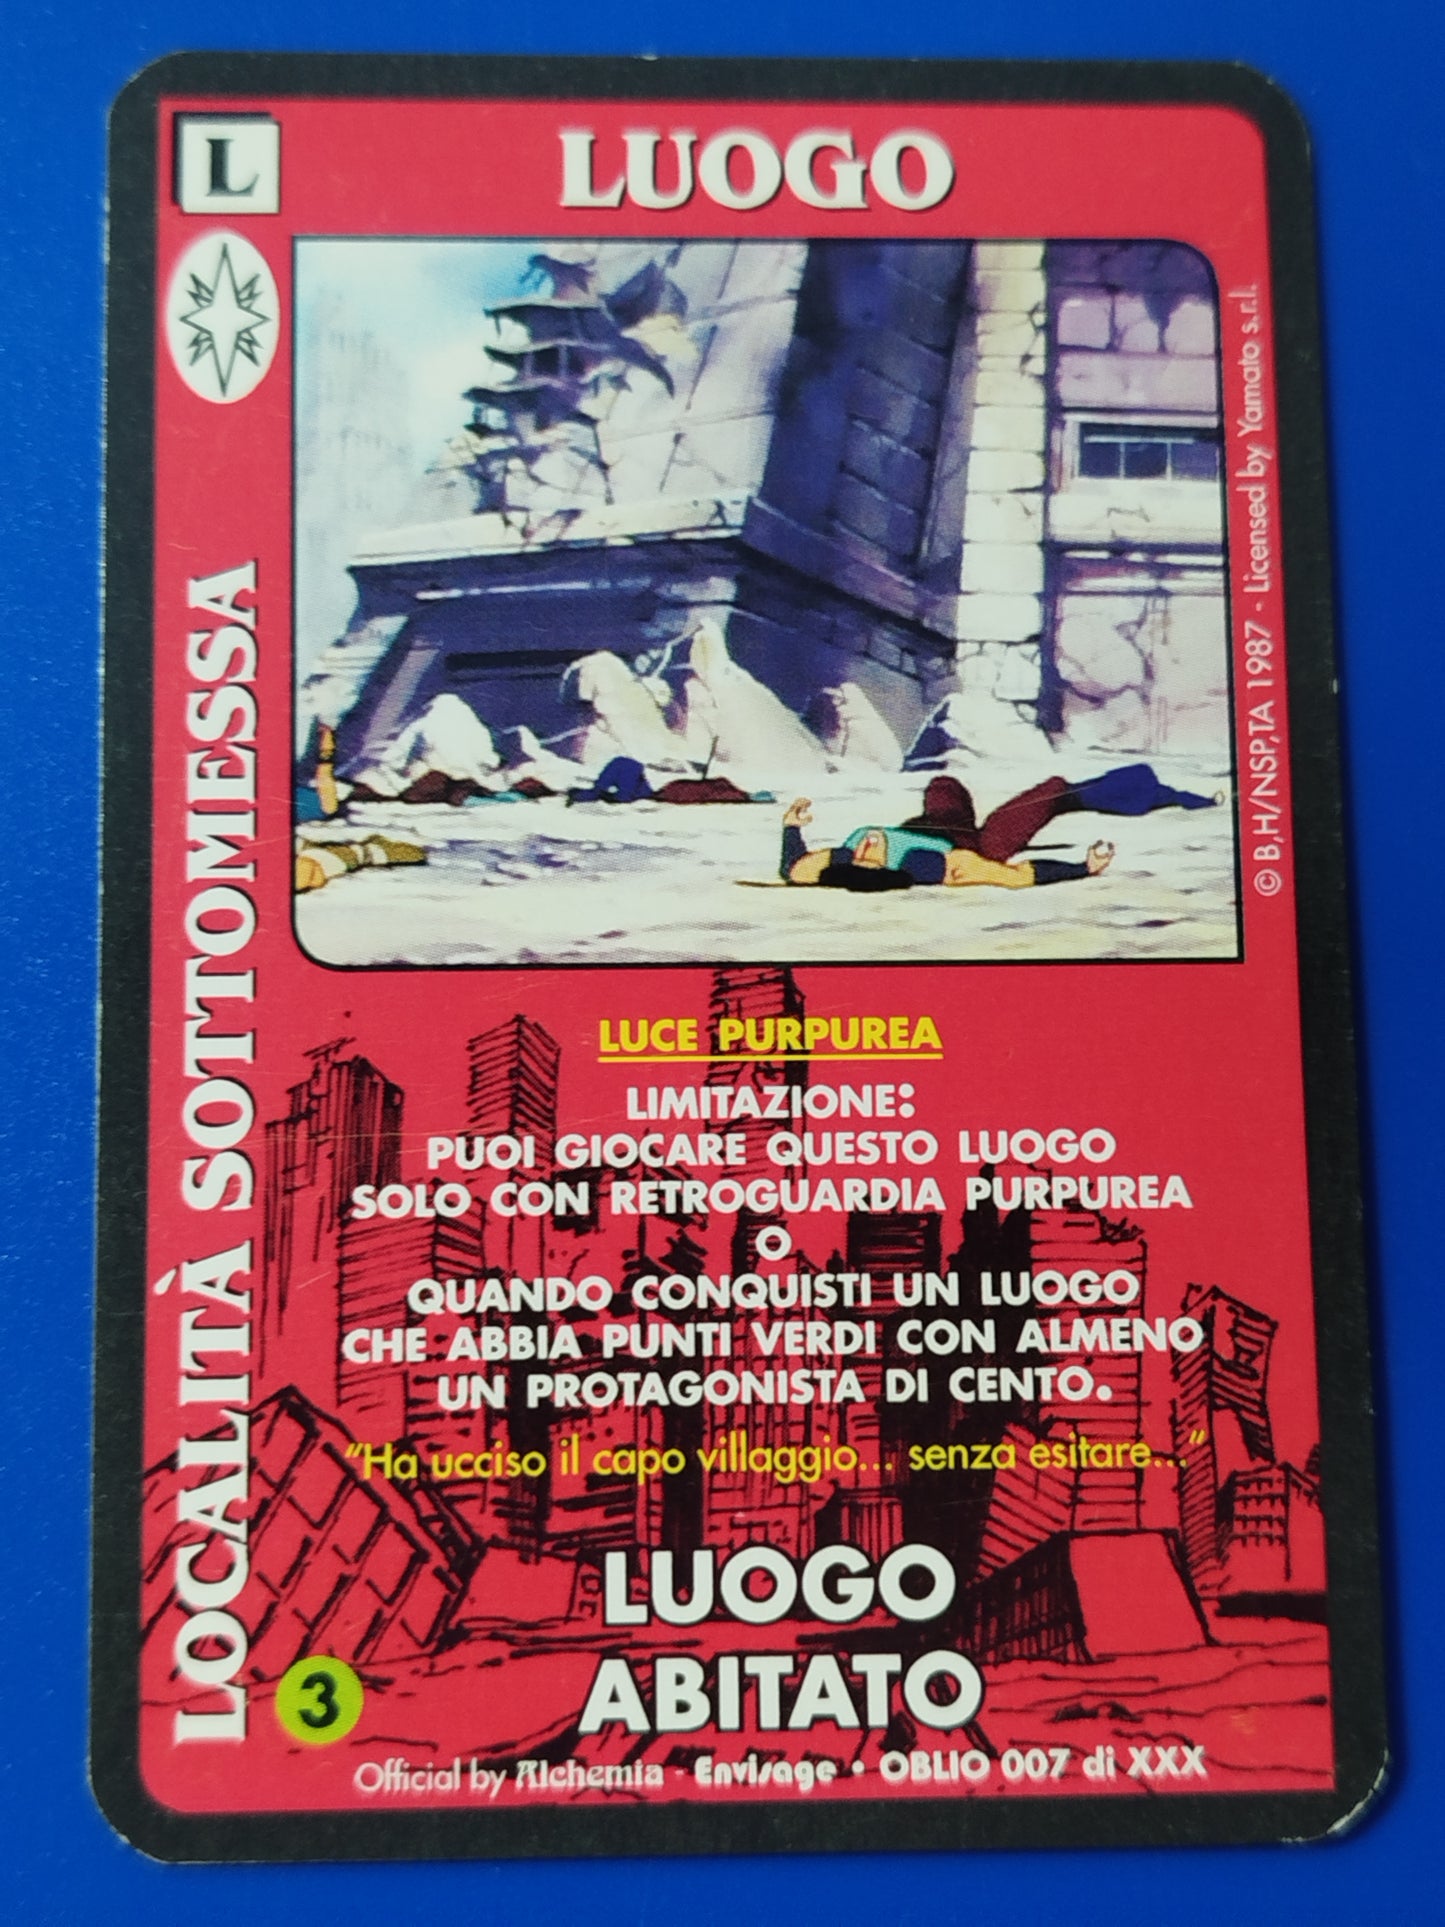 L
LUOGO
LOCALITÀ SOTTOMESSA
© B,H/NSP,TA 1987 - Licensed by Yamato s.r.l.
LUCE PURPUREA
LIMITAZIONE:
PUOI GIOCARE QUESTO LUOGO
SOLO CON RETROGUARDIA PURPUREA
O
QUANDO CONQUISTI UN LUOGO
CHE ABBIA PUNTI VERDI CON ALMENO
UN PROTAGONISTA DI CENTO.
"Ha ucciso il capo villaggio... senza esitare..."
LUOGO
ABITATO
3
Official by Alchemia - Envisage • OBLIO 007 di XXX